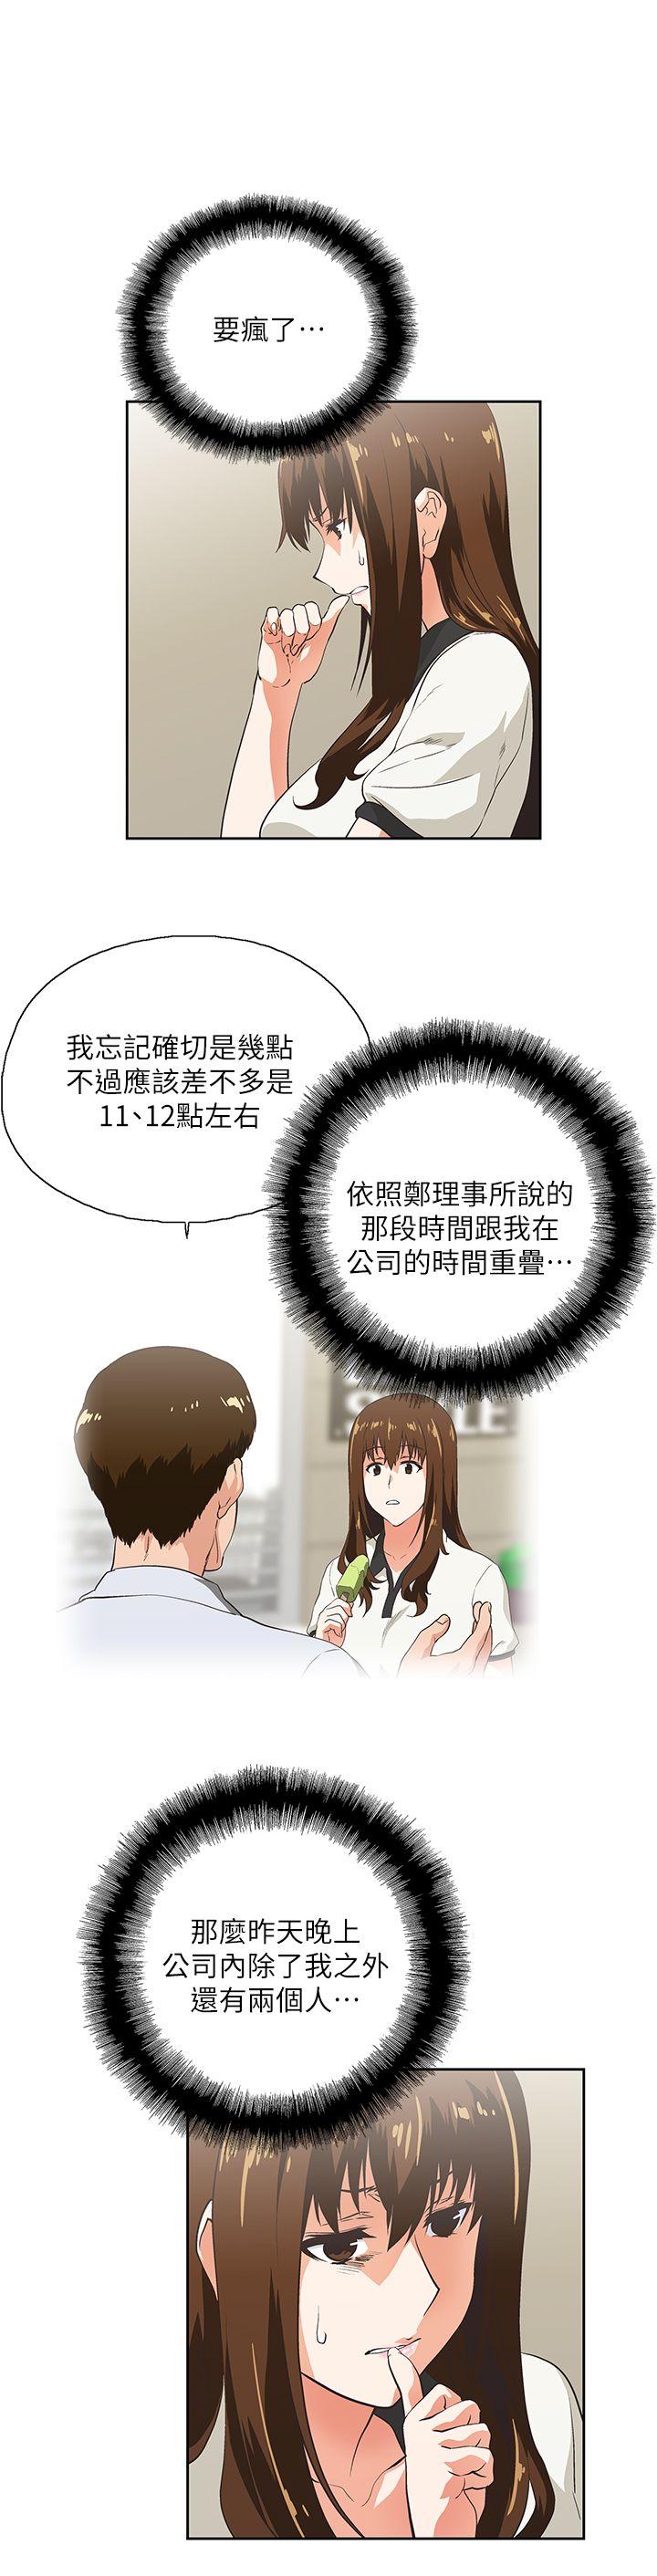 要瘋了⋯
我忘記確切是幾點
不過應該差不多是
11、12點左右
依照鄭理事所說的
那段時間跟我在
公司的時間重疊⋯
那麼昨天晚上
公司內除了我之外
還有兩個人⋯